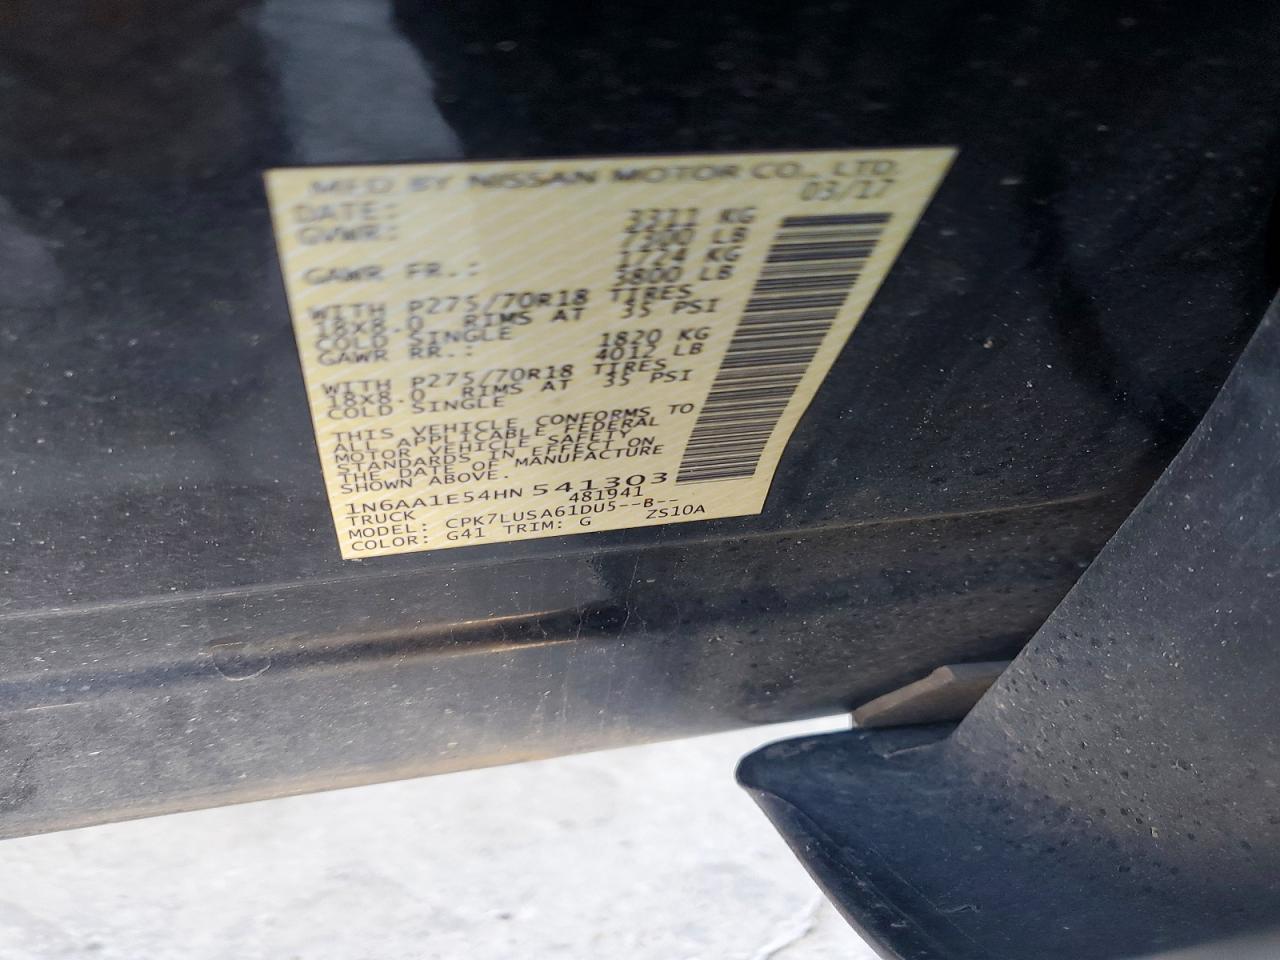 MFD BY NISSAN MOTOR CO., LTD.
DATE: 03/17
GVWR: 3311 KG
7200 LB
GAWR FR.: 1724 KG
3800 LB
WITH P275/70R18 TIRES
18X8.0 RIMS AT 35 PSI
COLD SINGLE
GAWR RR.: 1820 KG
4012 LB
WITH P275/70R18 TIRES
18X8.0 RIMS AT 35 PSI
COLD SINGLE
THIS VEHICLE CONFORMS TO
ALL APPLICABLE FEDERAL
MOTOR VEHICLE SAFETY
STANDARDS IN EFFECT ON
THE DATE OF MANUFACTURE
SHOWN ABOVE.
1N6AA1E54HN541303
TRUCK 481941
MODEL: CPK7LUSA61DU5--B--
COLOR: G41 TRIM: G ZS10A